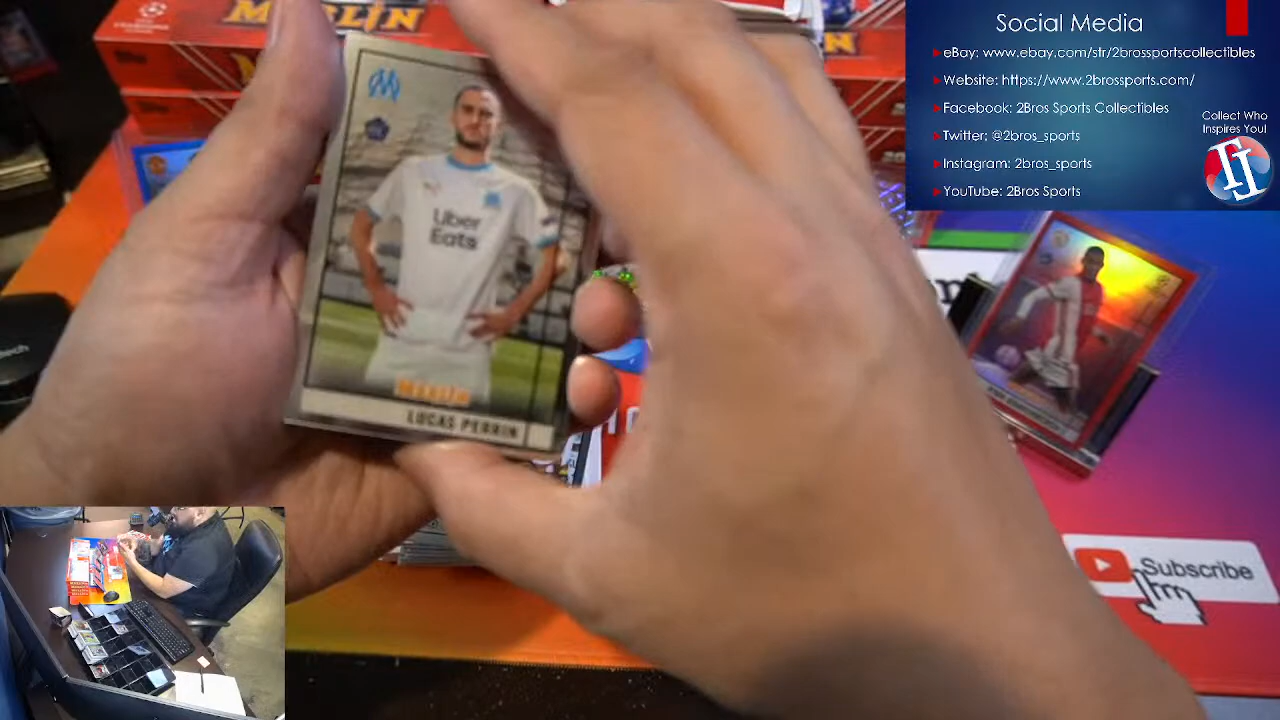 MERLIN
Social Media
eBay: www.ebay.com/str/2brossportscollectibles
Website: https://www.2brossports.com/
Facebook: 2Bros Sports Collectibles
Twitter: @2bros_sports
Instagram: 2bros_sports
YouTube: 2Bros Sports
Collect Who
Inspires You!
Uber
Eats
MERLIN
LUCAS PERRIN
Subscribe